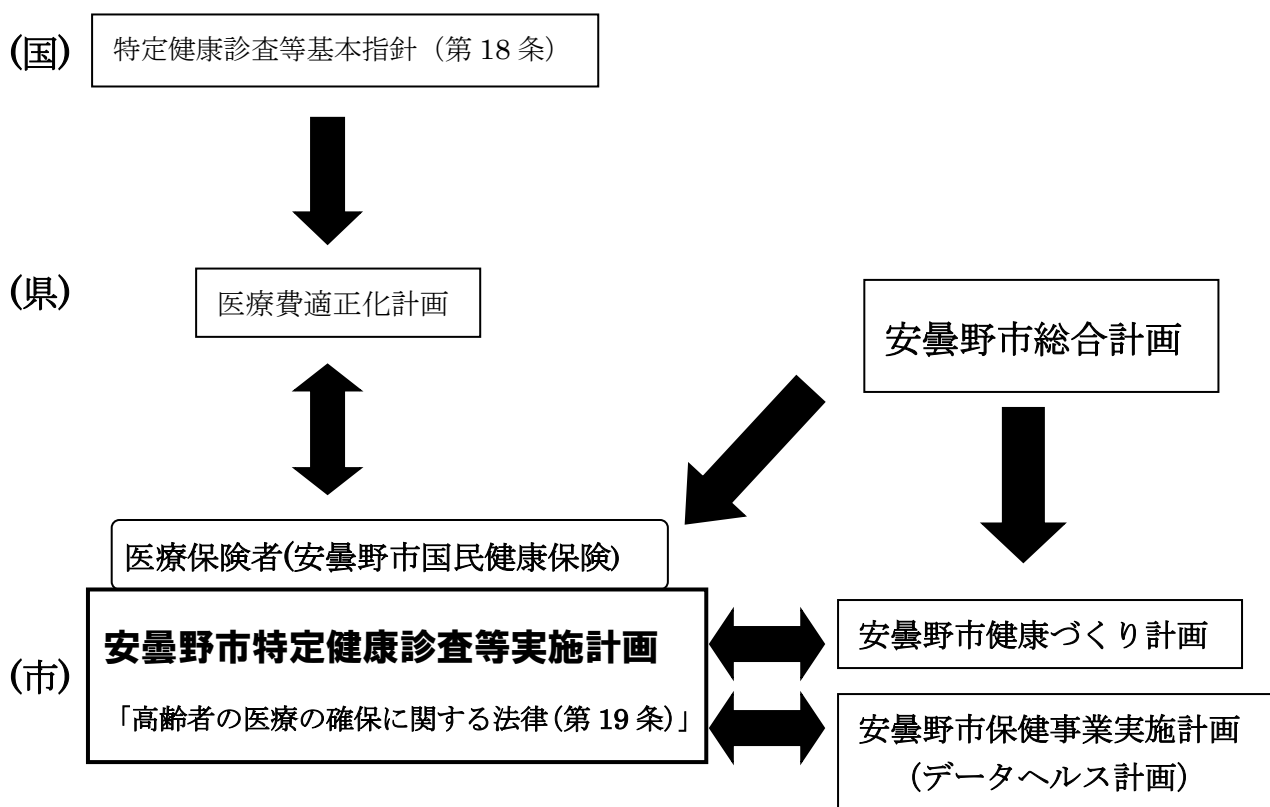 (国)
特定健康診査等基本指針（第 18 条）
(県)
医療費適正化計画
安曇野市総合計画
医療保険者(安曇野市国民健康保険)
(市)
安曇野市特定健康診査等実施計画
「高齢者の医療の確保に関する法律(第 19 条)」
安曇野市健康づくり計画
安曇野市保健事業実施計画
(データヘルス計画)